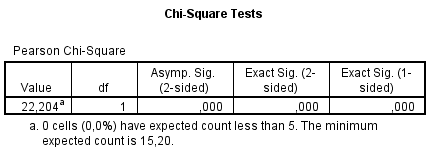 Chi-Square Tests
Pearson Chi-Square
Value df Asymp. Sig. (2-sided) Exact Sig. (2-sided) Exact Sig. (1-sided)
22,204a 1 ,000 ,000 ,000
a. 0 cells (0,0%) have expected count less than 5. The minimum
expected count is 15,20.